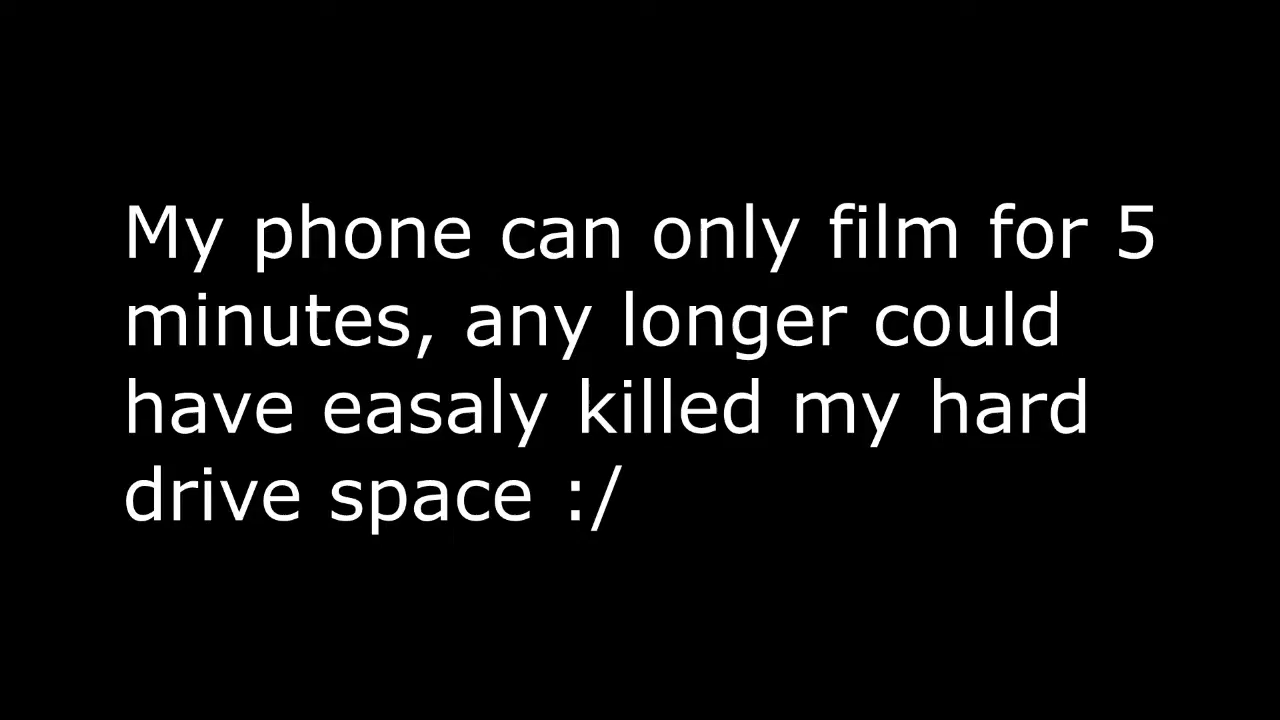 My phone can only film for 5
minutes, any longer could
have easaly killed my hard
drive space :/